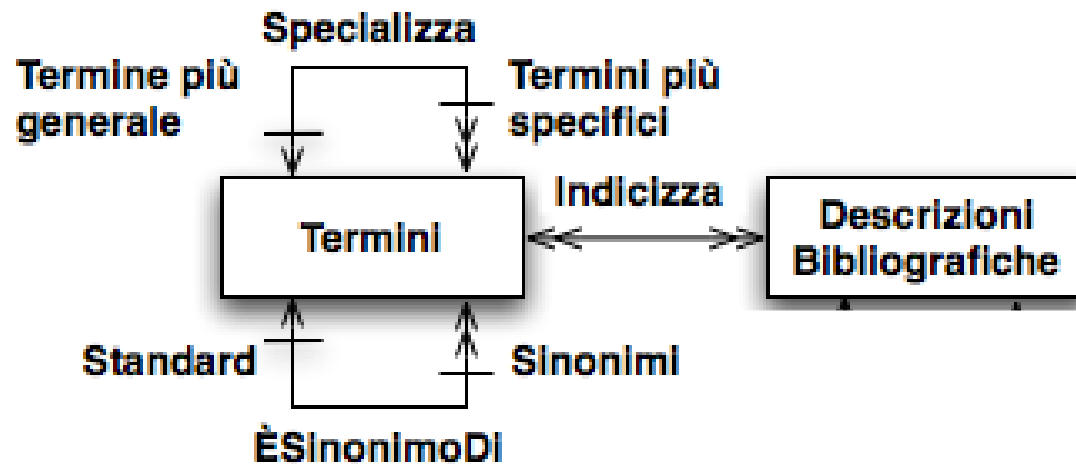 Specializza
Termine più
generale
Termini più
specifici
Indicizza
Termini
Descrizioni
Bibliografiche
Standard
Sinonimi
ÈSinonimoDi